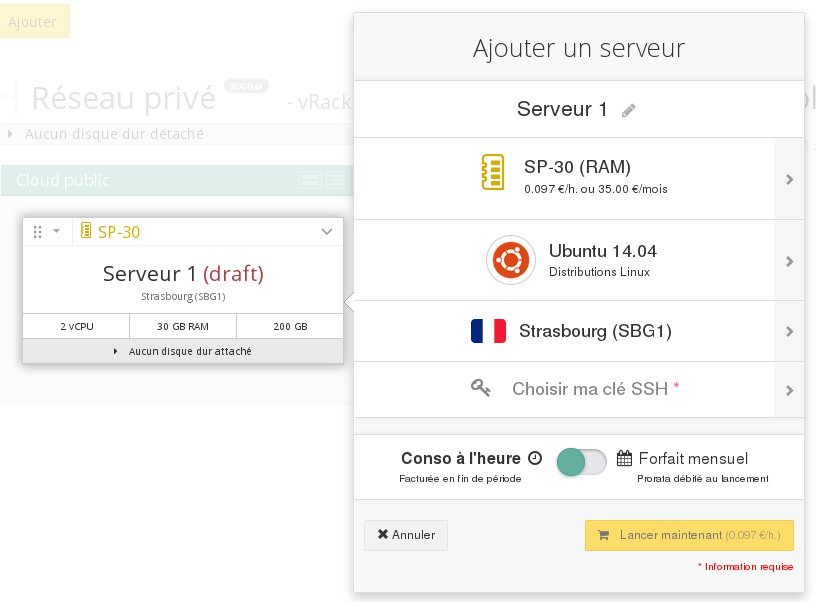 Ajouter
Réseau privé SOON - vRack
Aucun disque dur détaché
Cloud public
SP-30
Serveur 1 (draft)
Strasbourg (SBG1)
2 vCPU
30 GB RAM
200 GB
Aucun disque dur attaché
Ajouter un serveur
Serveur 1
SP-30 (RAM)
0.097 €/h. ou 35.00 €/mois
Ubuntu 14.04
Distributions Linux
Strasbourg (SBG1)
Choisir ma clé SSH *
Conso à l'heure
Facturée en fin de période
Forfait mensuel
Prorata débité au lancement
Annuler
Lancer maintenant (0.097 €/h.)
* Information requise